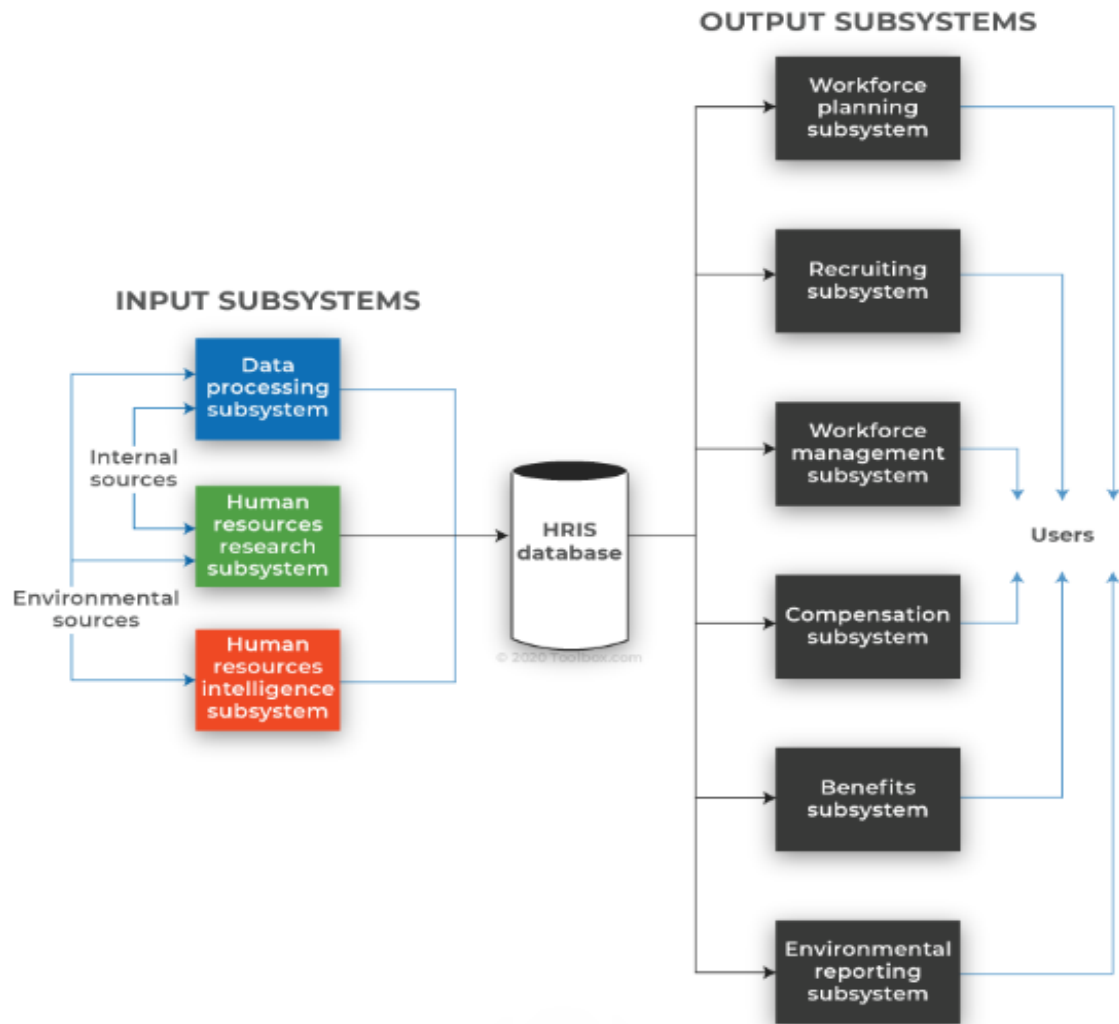 OUTPUT SUBSYSTEMS
Workforce
planning
subsystem
Recruiting
subsystem
INPUT SUBSYSTEMS
Data
processing
subsystem
Internal
sources
Human
resources
research
subsystem
Environmental
sources
Human
resources
intelligence
subsystem
HRIS
database
© 2020 Toolbox.com
Workforce
management
subsystem
Users
Compensation
subsystem
Benefits
subsystem
Environmental
reporting
subsystem